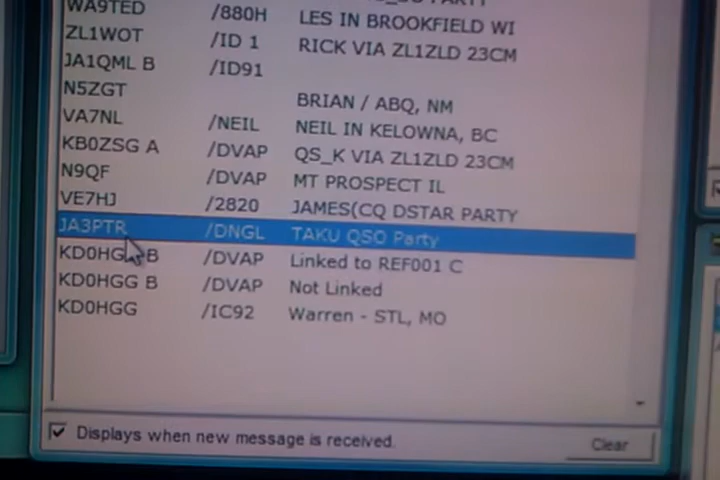 WA9TED /880H LES IN BROOKFIELD WI
ZL1WOT /ID 1 RICK VIA ZL1ZLD 23CM
JA1QML B /ID91
N5ZGT BRIAN / ABQ, NM
VA7NL /NEIL NEIL IN KELOWNA, BC
KB0ZSG A /DVAP QS_K VIA ZL1ZLD 23CM
N9QF /DVAP MT PROSPECT IL
VE7HJ /2820 JAMES(CQ DSTAR PARTY
JA3PTR /DNGL TAKU QSO Party
KD0HGG B /DVAP Linked to REF001 C
KD0HGG B /DVAP Not Linked
KD0HGG /IC92 Warren - STL, MO
Displays when new message is received. Clear